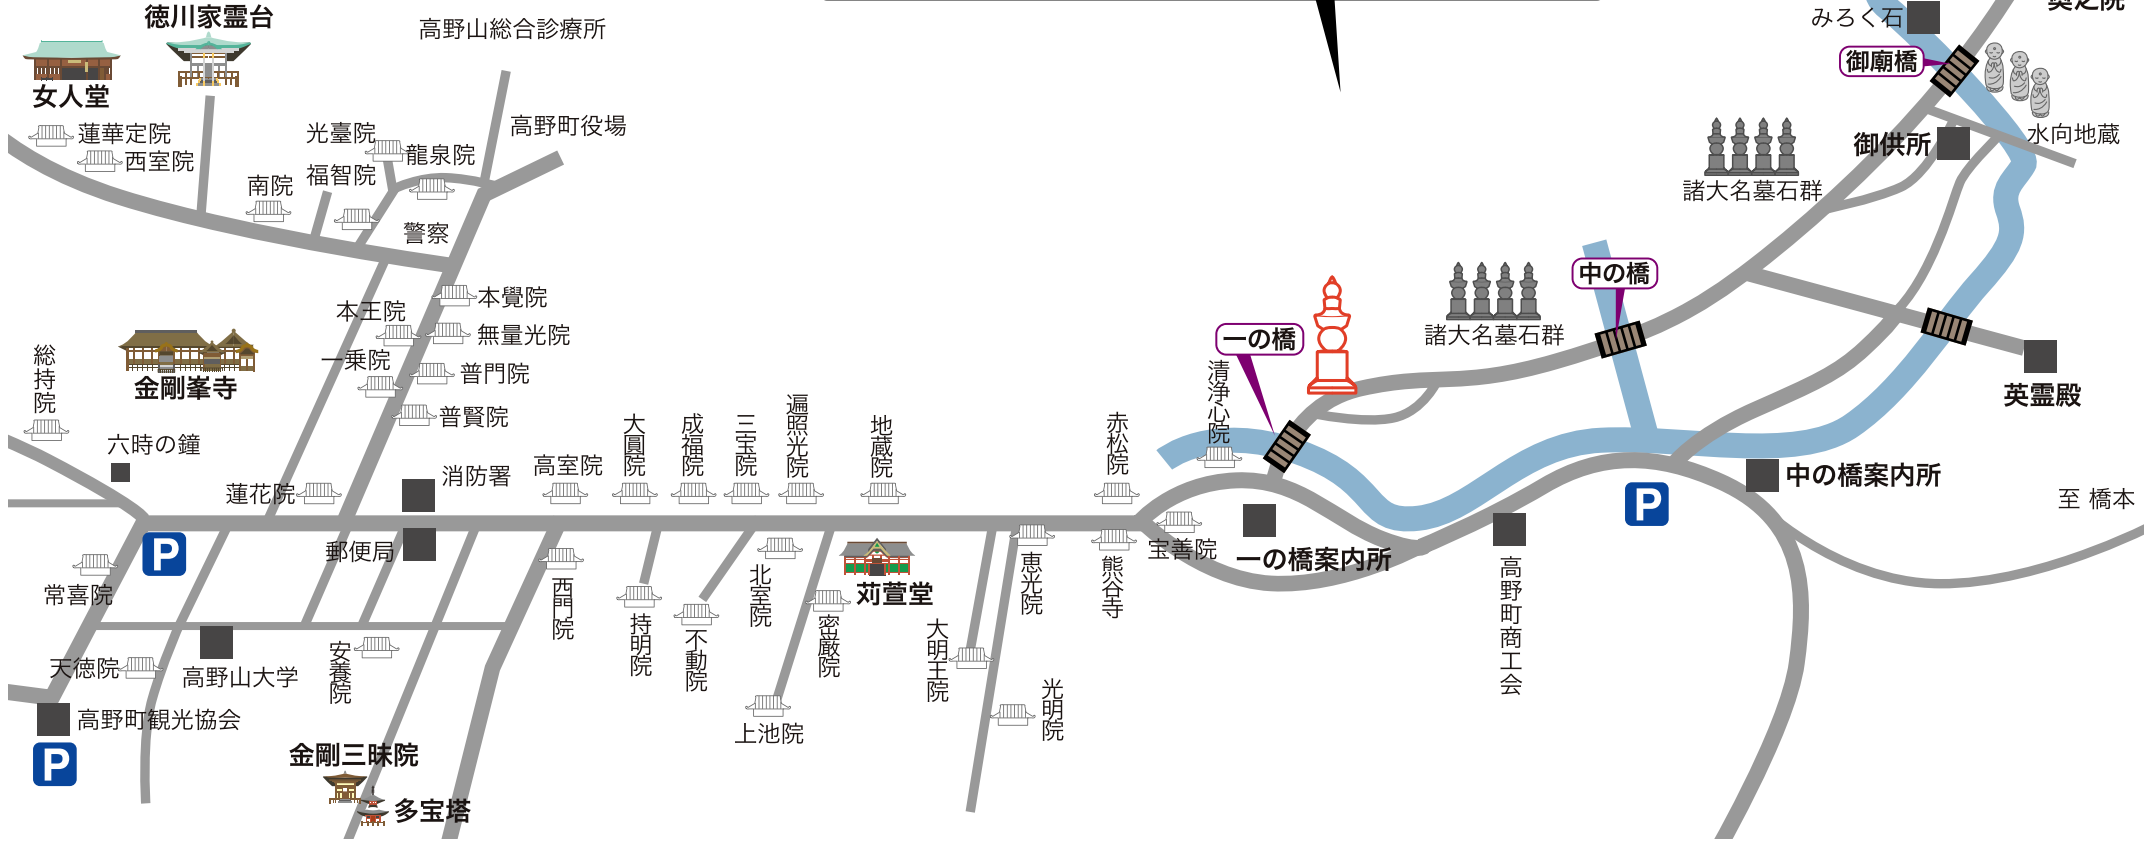 徳川家霊台
高野山総合診療所
女人堂
蓮華定院
西室院
光臺院
龍泉院
高野町役場
福智院
南院
警察
本覺院
本王院
無量光院
一乗院
普門院
普賢院
総持院
金剛峯寺
六時の鐘
蓮花院
消防署
高室院
大圓院
成福院
三宝院
遍照光院
地蔵院
赤松院
清浄心院
一の橋
諸大名墓石群
中の橋
諸大名墓石群
みろく石
御廟橋
御供所
水向地蔵
英霊殿
中の橋案内所
至 橋本
P
P
郵便局
常喜院
天徳院
高野山大学
安養院
高野町観光協会
P
金剛三昧院
多宝塔
西門院
持明院
不動院
北室院
密厳院
上池院
苅萱堂
大明王院
恵光院
光明院
熊谷寺
宝善院
一の橋案内所
高野町商工会